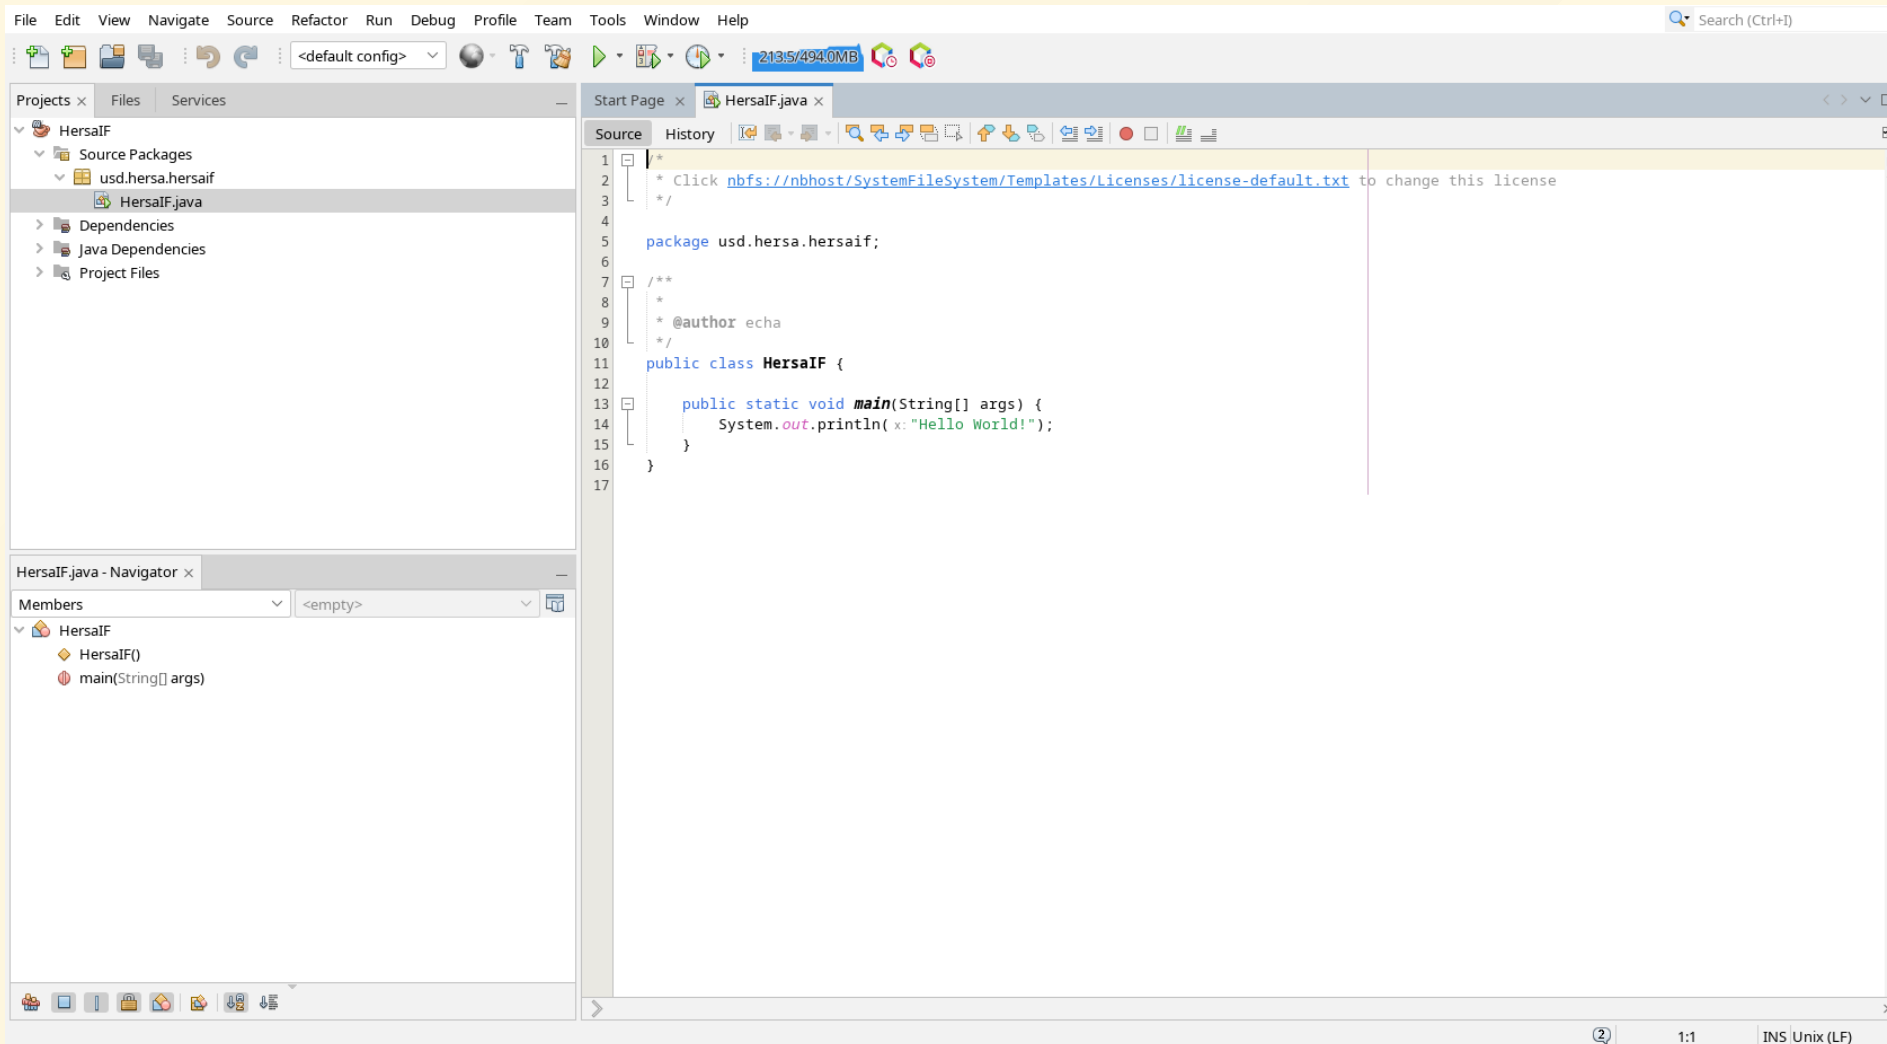 File Edit View Navigate Source Refactor Run Debug Profile Team Tools Window Help Search (Ctrl+I)
<default config> 213.5/494.0MB
Projects Files Services
HersaIF
Source Packages
usd.hersa.hersaif
HersaIF.java
Dependencies
Java Dependencies
Project Files
HersaIF.java - Navigator
Members <empty>
HersaIF
HersaIF()
main(String[] args)
Start Page HersaIF.java
Source History
1 /*
2  * Click nbfs://nbhost/SystemFileSystem/Templates/Licenses/license-default.txt to change this license
3  */
4
5 package usd.hersa.hersaif;
6
7 /**
8  *
9  * @author echa
10  */
11 public class HersaIF {
12
13     public static void main(String[] args) {
14         System.out.println( x: "Hello World!");
15     }
16 }
17
2 1:1 INS Unix (LF)